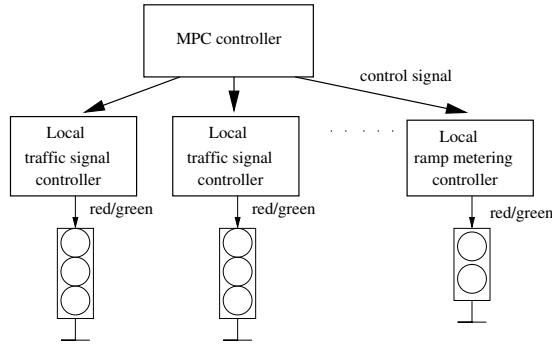 MPC controller
control signal
Local
traffic signal
controller
Local
traffic signal
controller
. . . . .
Local
ramp metering
controller
red/green
red/green
red/green